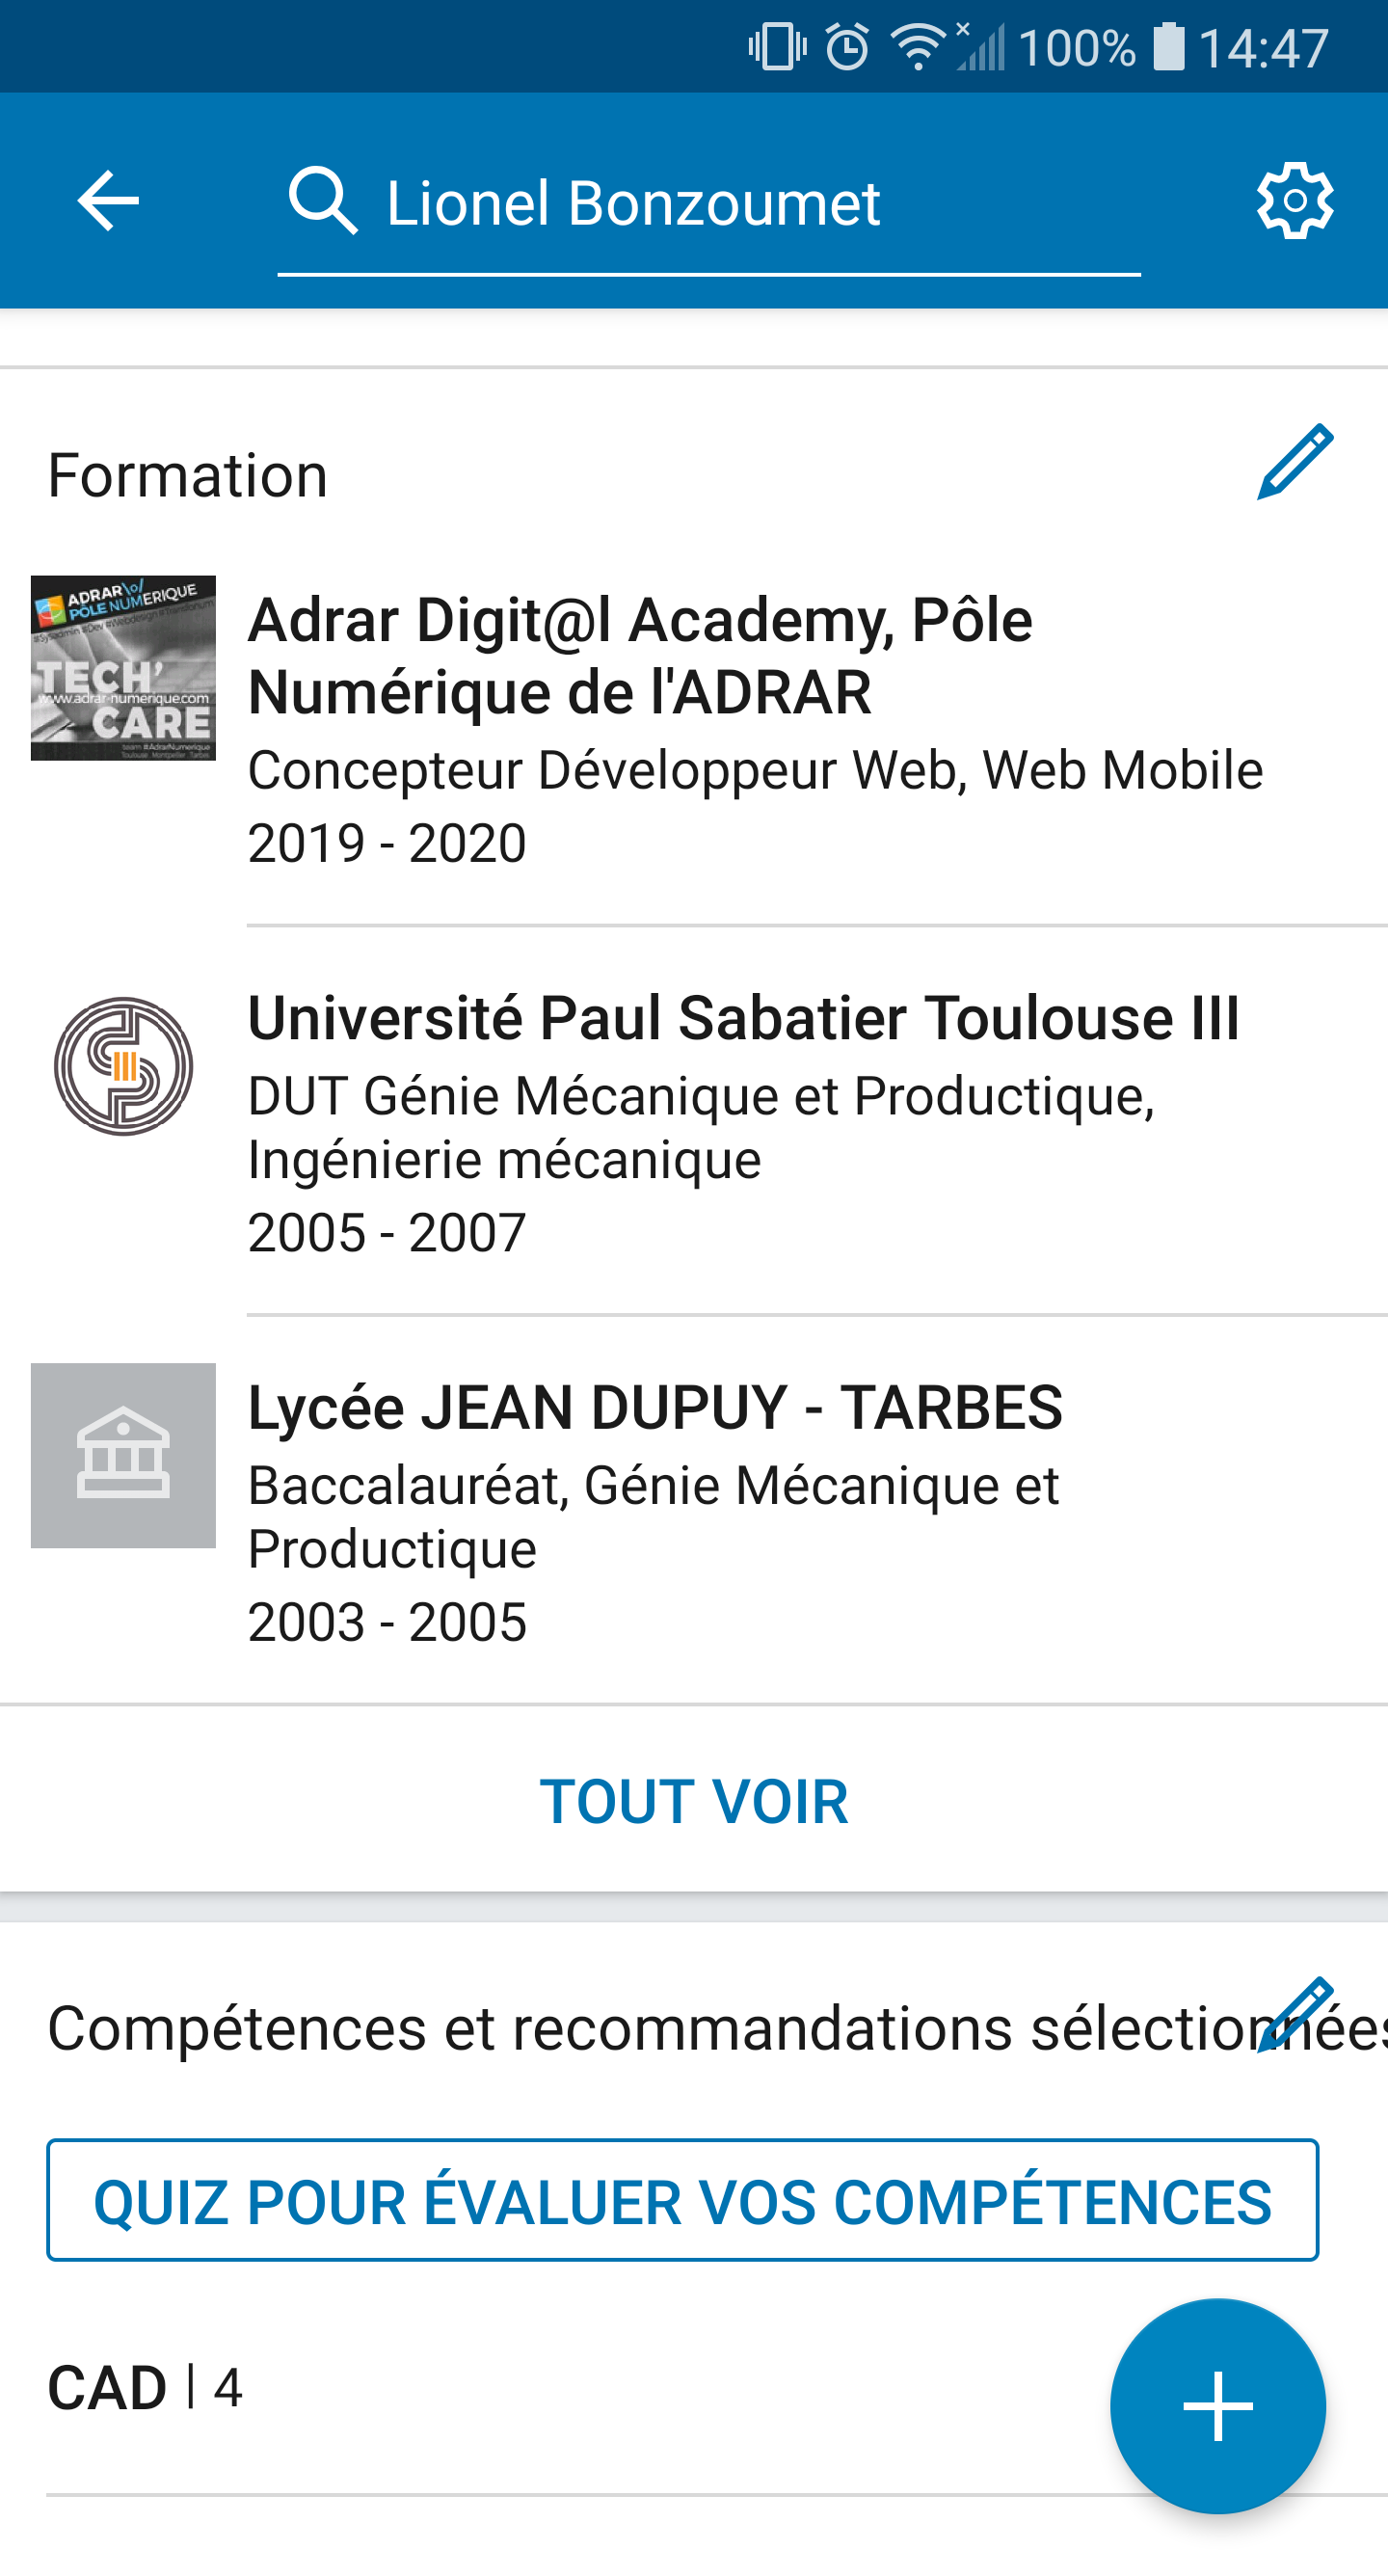 100% 14:47
Lionel Bonzoumet
Formation
ADRAR\o/
PÔLE NUMERIQUE
TECH'
www.adrar-numerique.com
CARE
Adrar Digit@l Academy, Pôle
Numérique de l'ADRAR
Concepteur Développeur Web, Web Mobile
2019 - 2020
Université Paul Sabatier Toulouse III
DUT Génie Mécanique et Productique,
Ingénierie mécanique
2005 - 2007
Lycée JEAN DUPUY - TARBES
Baccalauréat, Génie Mécanique et
Productique
2003 - 2005
TOUT VOIR
Compétences et recommandations sélectionnées
QUIZ POUR ÉVALUER VOS COMPÉTENCES
CAD | 4